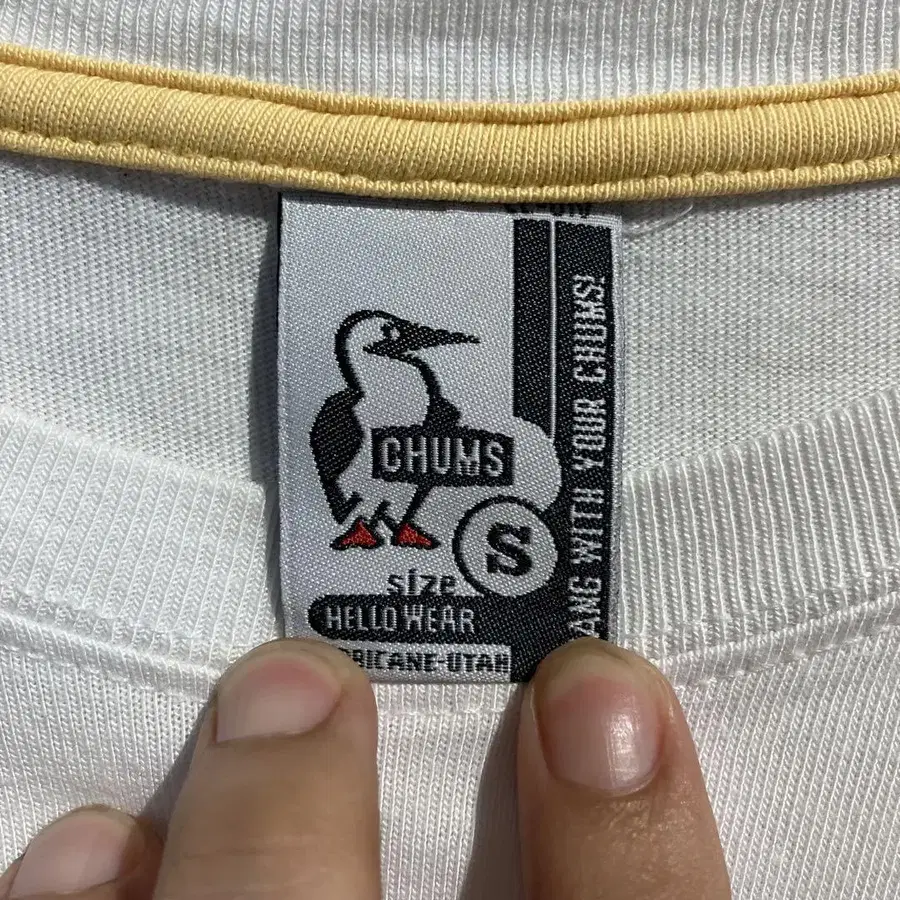 CHUMS
S
size
HELLO WEAR
HANG WITH YOUR CHUMS!